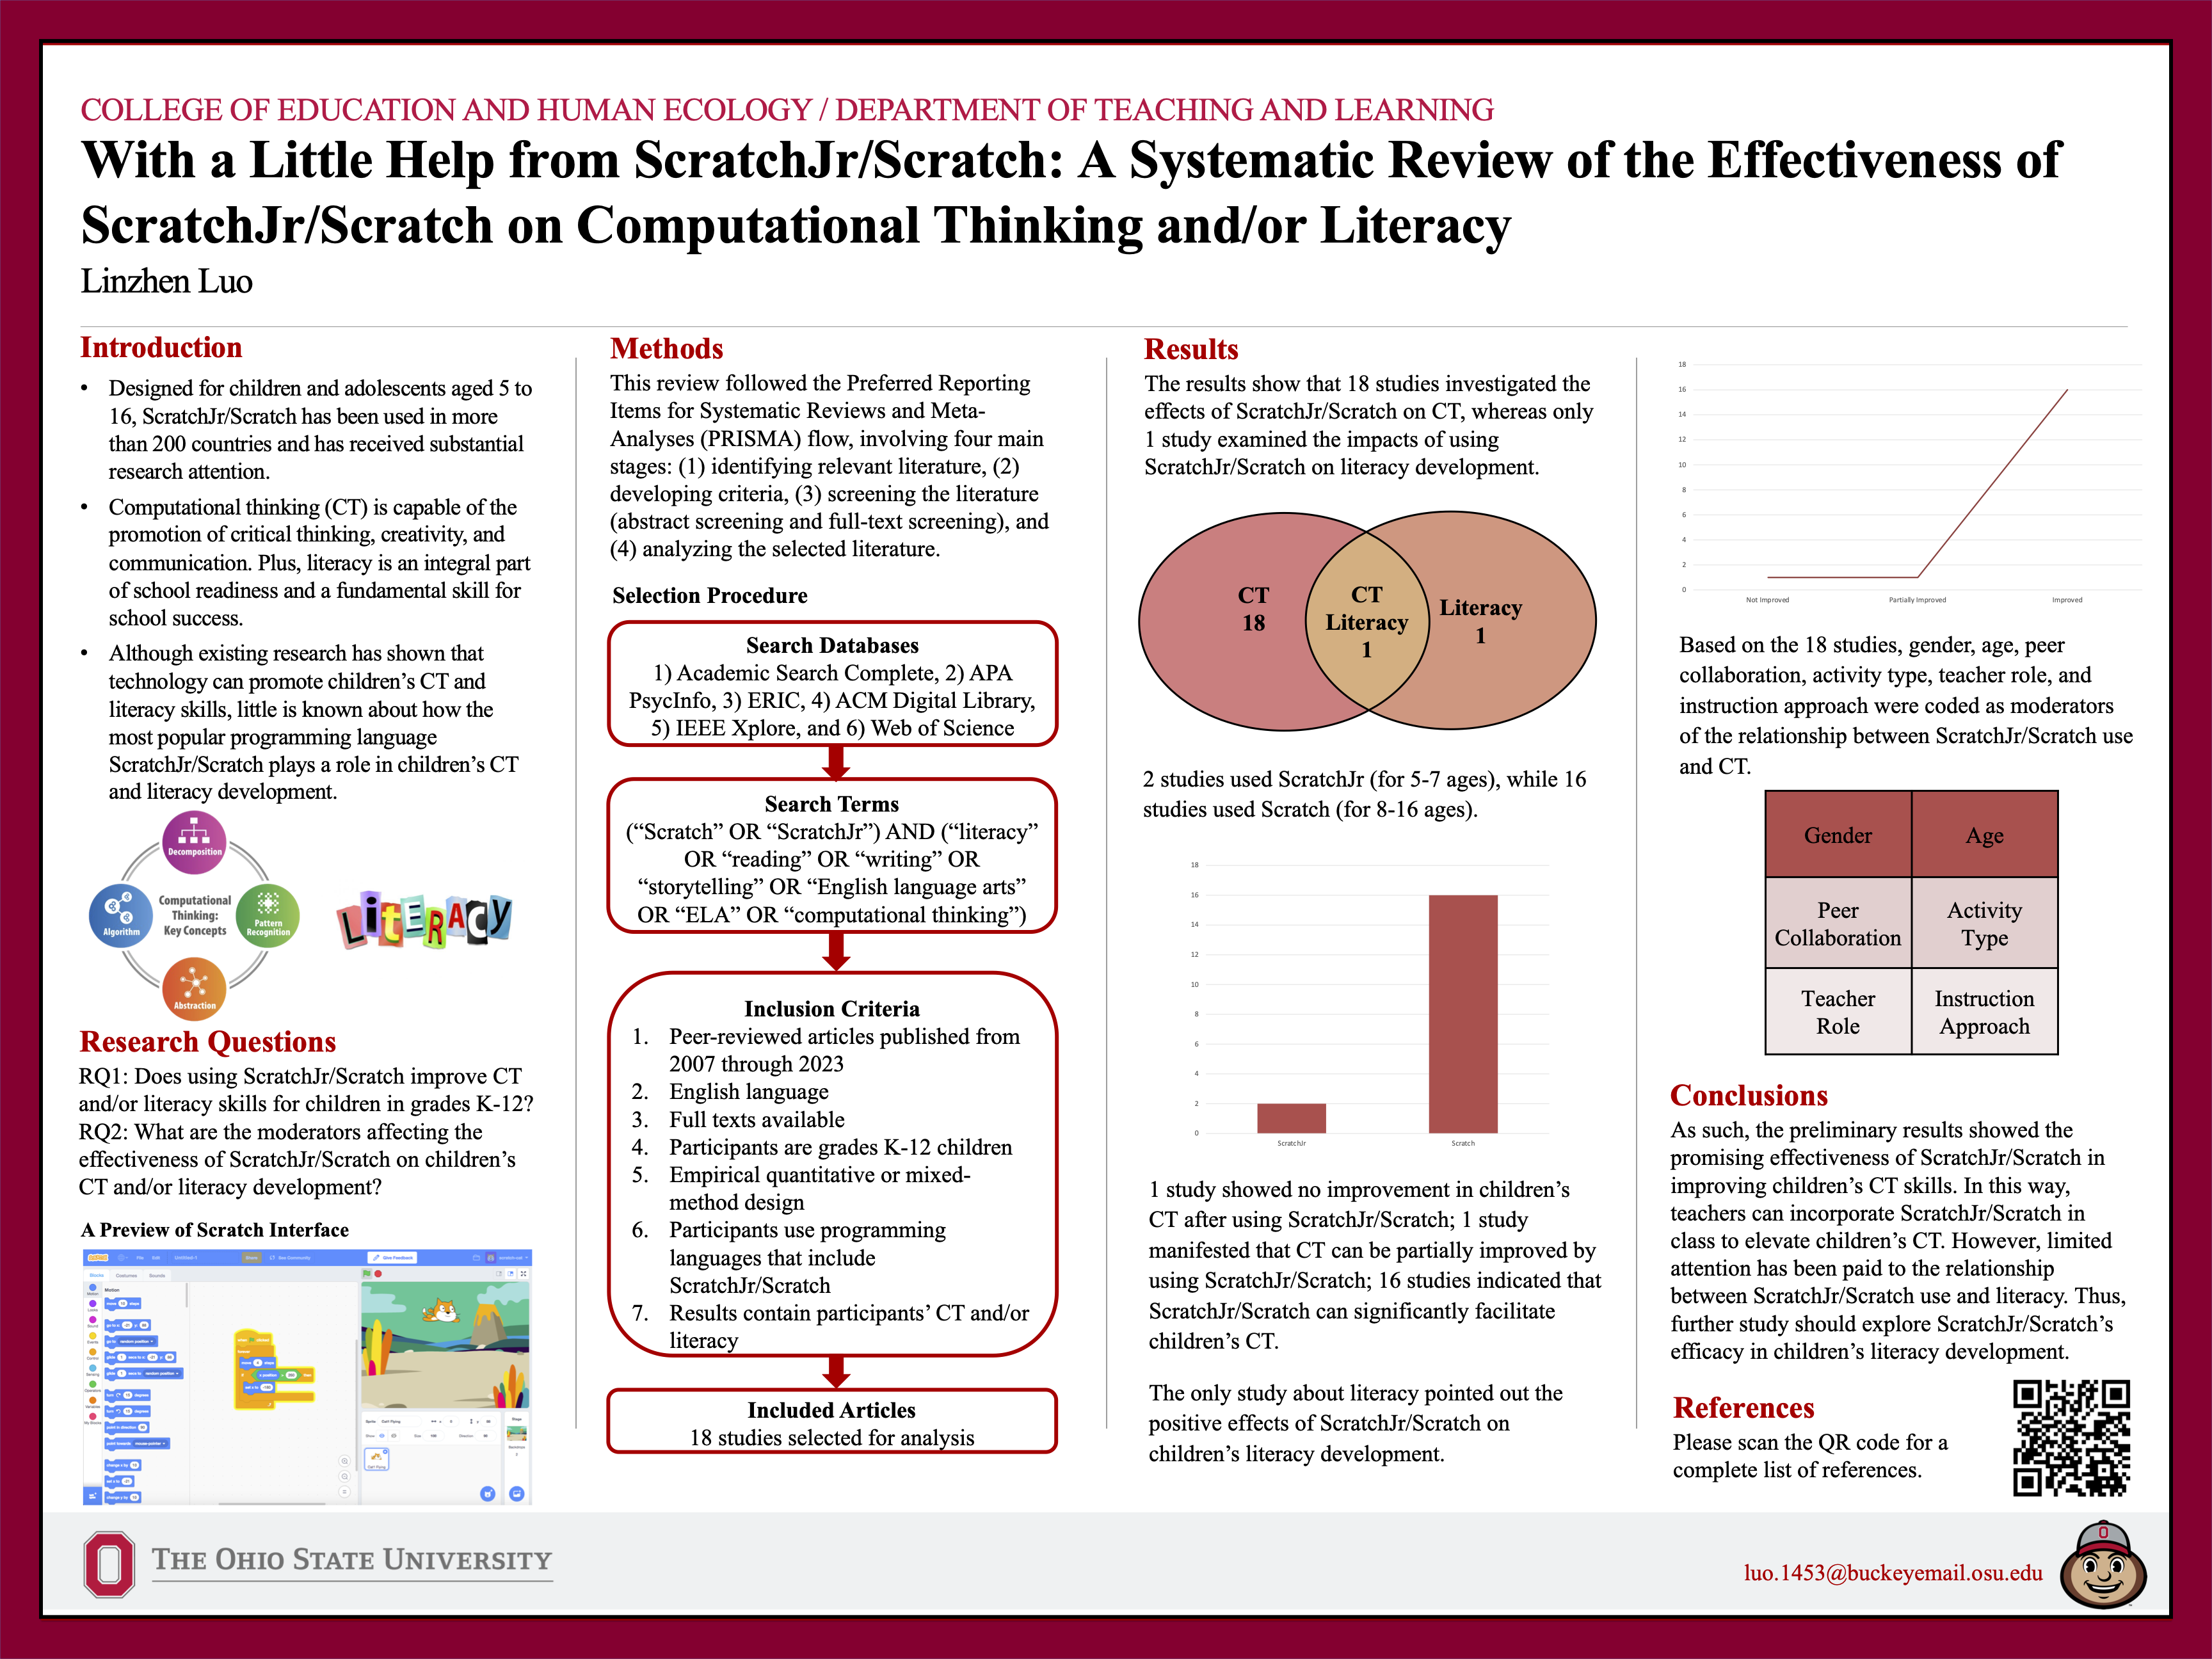 COLLEGE OF EDUCATION AND HUMAN ECOLOGY / DEPARTMENT OF TEACHING AND LEARNING
With a Little Help from ScratchJr/Scratch: A Systematic Review of the Effectiveness of
ScratchJr/Scratch on Computational Thinking and/or Literacy
Linzhen Luo
Introduction
• Designed for children and adolescents aged 5 to
16, ScratchJr/Scratch has been used in more
than 200 countries and has received substantial
research attention.
• Computational thinking (CT) is capable of the
promotion of critical thinking, creativity, and
communication. Plus, literacy is an integral part
of school readiness and a fundamental skill for
school success.
• Although existing research has shown that
technology can promote children’s CT and
literacy skills, little is known about how the
most popular programming language
ScratchJr/Scratch plays a role in children’s CT
and literacy development.
Decomposition
Algorithm
Computational
Thinking:
Key Concepts
Pattern
Recognition
Abstraction
LiTERACy
Research Questions
RQ1: Does using ScratchJr/Scratch improve CT
and/or literacy skills for children in grades K-12?
RQ2: What are the moderators affecting the
effectiveness of ScratchJr/Scratch on children’s
CT and/or literacy development?
A Preview of Scratch Interface
Give Feedback
Blocks Costumes Sounds
Motion
Methods
This review followed the Preferred Reporting
Items for Systematic Reviews and Meta-
Analyses (PRISMA) flow, involving four main
stages: (1) identifying relevant literature, (2)
developing criteria, (3) screening the literature
(abstract screening and full-text screening), and
(4) analyzing the selected literature.
Selection Procedure
Search Databases
1) Academic Search Complete, 2) APA
PsycInfo, 3) ERIC, 4) ACM Digital Library,
5) IEEE Xplore, and 6) Web of Science
Search Terms
(“Scratch” OR “ScratchJr”) AND (“literacy”
OR “reading” OR “writing” OR
“storytelling” OR “English language arts”
OR “ELA” OR “computational thinking”)
Inclusion Criteria
1. Peer-reviewed articles published from
2007 through 2023
2. English language
3. Full texts available
4. Participants are grades K-12 children
5. Empirical quantitative or mixed-
method design
6. Participants use programming
languages that include
ScratchJr/Scratch
7. Results contain participants’ CT and/or
literacy
Included Articles
18 studies selected for analysis
Results
The results show that 18 studies investigated the
effects of ScratchJr/Scratch on CT, whereas only
1 study examined the impacts of using
ScratchJr/Scratch on literacy development.
CT
18
CT
Literacy
1
Literacy
1
2 studies used ScratchJr (for 5-7 ages), while 16
studies used Scratch (for 8-16 ages).
18
16
14
12
10
8
6
4
2
0
ScratchJr Scratch
1 study showed no improvement in children’s
CT after using ScratchJr/Scratch; 1 study
manifested that CT can be partially improved by
using ScratchJr/Scratch; 16 studies indicated that
ScratchJr/Scratch can significantly facilitate
children’s CT.
The only study about literacy pointed out the
positive effects of ScratchJr/Scratch on
children’s literacy development.
18
16
14
12
10
8
6
4
2
0
Not Improved Partially Improved Improved
Based on the 18 studies, gender, age, peer
collaboration, activity type, teacher role, and
instruction approach were coded as moderators
of the relationship between ScratchJr/Scratch use
and CT.
Gender Age
Peer
Collaboration
Activity
Type
Teacher
Role
Instruction
Approach
Conclusions
As such, the preliminary results showed the
promising effectiveness of ScratchJr/Scratch in
improving children’s CT skills. In this way,
teachers can incorporate ScratchJr/Scratch in
class to elevate children’s CT. However, limited
attention has been paid to the relationship
between ScratchJr/Scratch use and literacy. Thus,
further study should explore ScratchJr/Scratch’s
efficacy in children’s literacy development.
References
Please scan the QR code for a
complete list of references.
THE OHIO STATE UNIVERSITY
luo.1453@buckeyemail.osu.edu